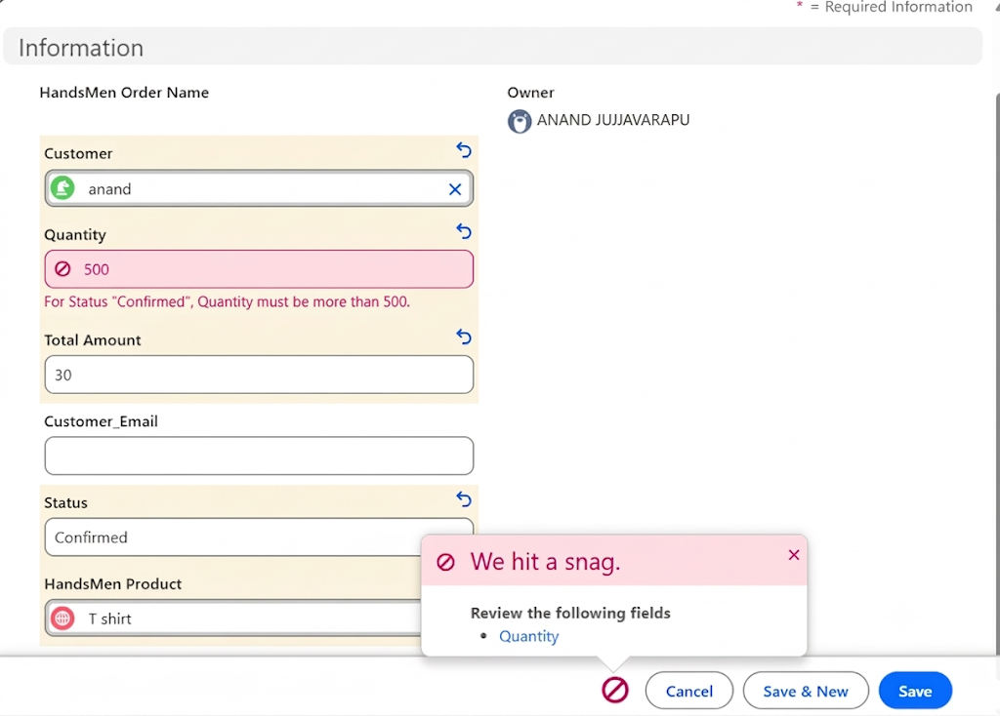 * = Required Information
Information
HandsMen Order Name
Owner
ANAND JUJJAVARAPU
Customer
anand
Quantity
500
For Status "Confirmed", Quantity must be more than 500.
Total Amount
30
Customer_Email
Status
Confirmed
HandsMen Product
T shirt
We hit a snag.
Review the following fields
• Quantity
Cancel
Save & New
Save